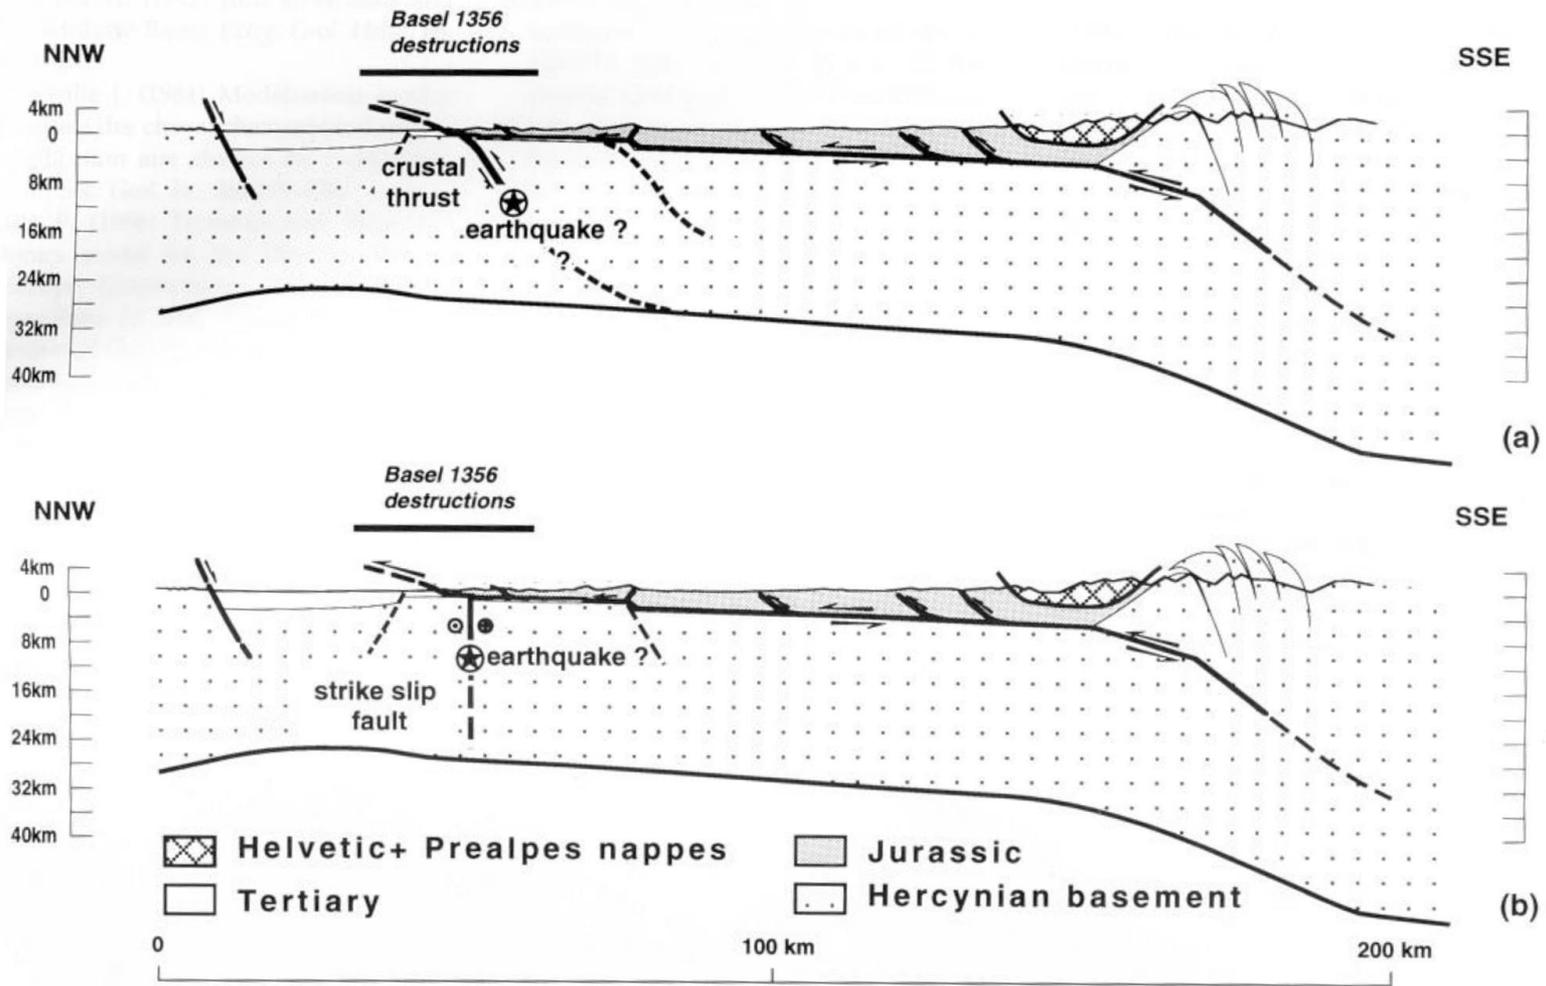 Basel 1356
destructions
NNW
SSE
4km
0
8km
16km
24km
32km
40km
crustal
thrust
earthquake ?
?
(a)
Basel 1356
destructions
NNW
SSE
4km
0
8km
16km
24km
32km
40km
earthquake ?
strike slip
fault
Helvetic+ Prealpes nappes
Jurassic
Tertiary
Hercynian basement
(b)
0
100 km
200 km